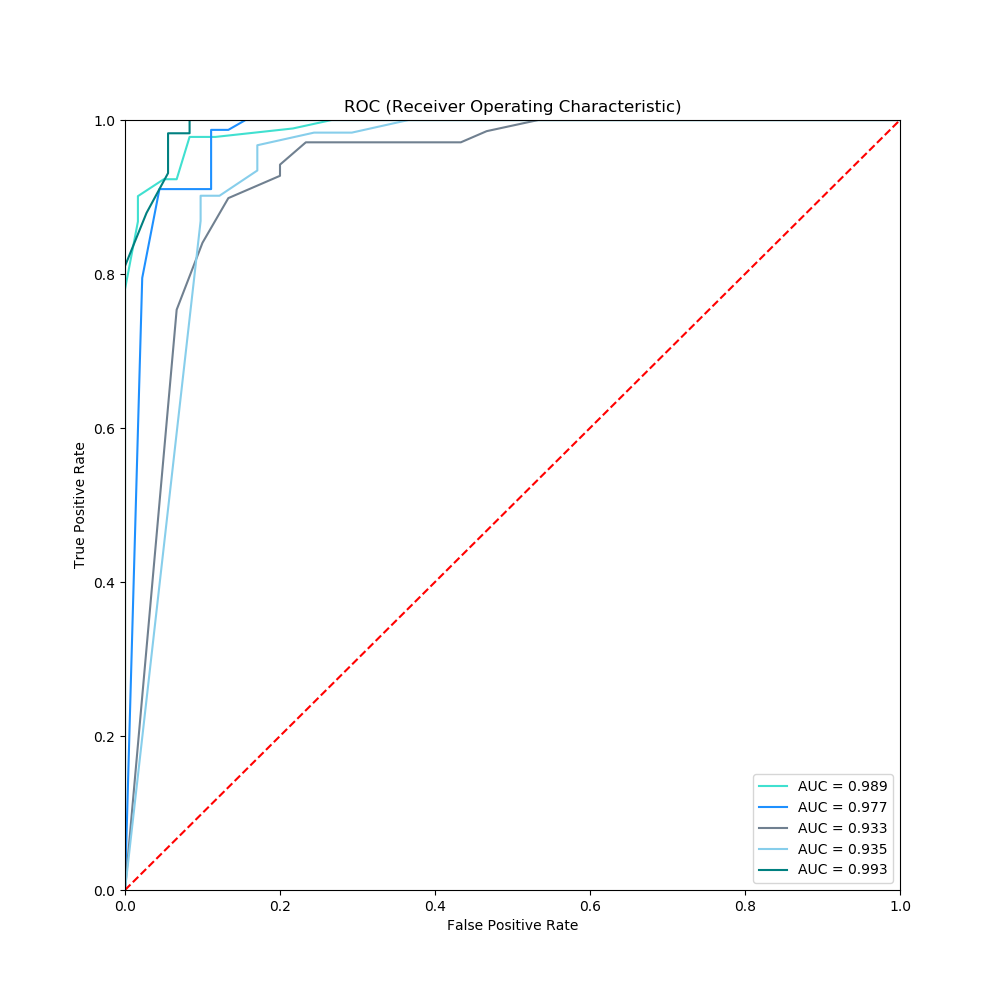 ROC (Receiver Operating Characteristic)
1.0
0.8
0.6
0.4
0.2
0.0
True Positive Rate
0.0 0.2 0.4 0.6 0.8 1.0
False Positive Rate
AUC = 0.989
AUC = 0.977
AUC = 0.933
AUC = 0.935
AUC = 0.993